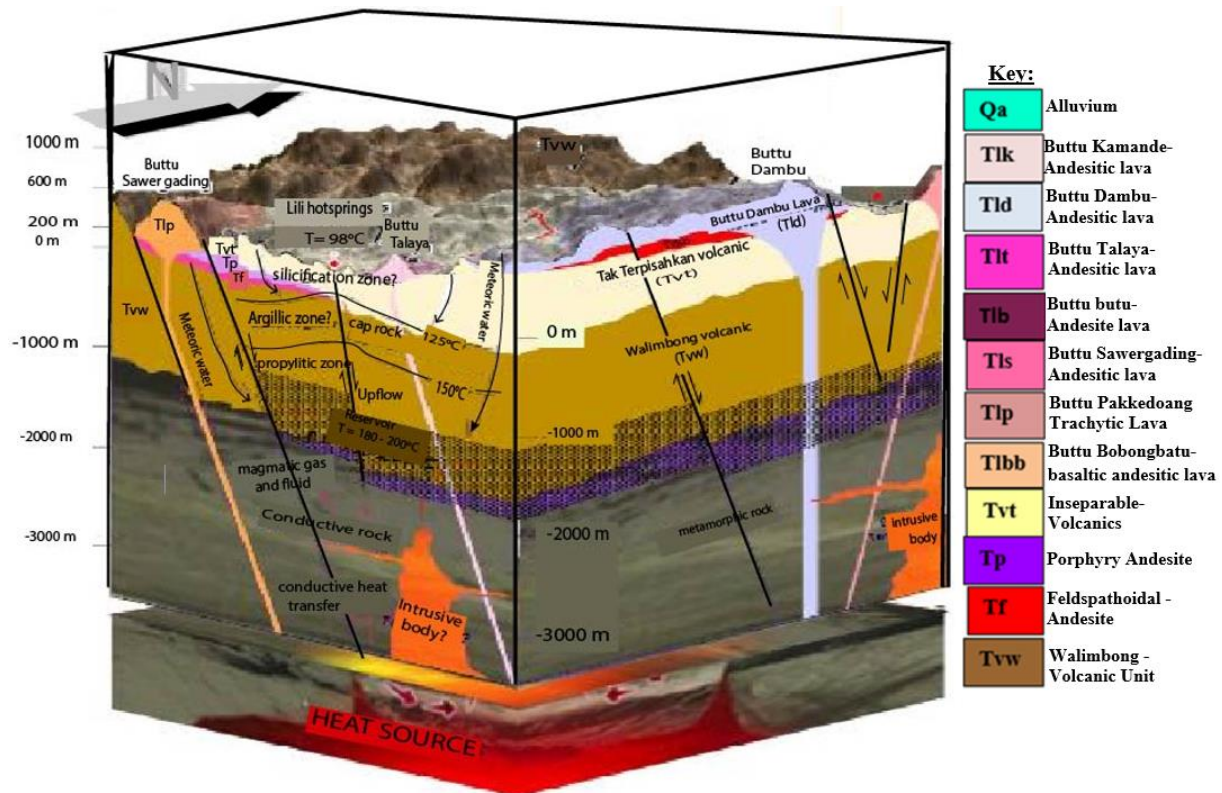 N
1000 m
600 m
200 m
0 m
-1000 m
-2000 m
-3000 m
Buttu
Sawer gading
Tlp
Lili hotsprings
T= 98°C
Buttu
Talaya
Tvw
Buttu
Dambu
Buttu Dambu Lava
(Tld)
Tak Terpisahkan volcanic
(Tvt)
Tvt
Tp
Tf
silicification zone?
Meteoric water
Tvw
Meteoric water
Argillic zone?
cap rock
125°C
propylitic zone
150°C
Upflow
Reservoir
T = 180 - 200°C
magmatic gas
and fluid
Conductive rock
conductive heat
transfer
Intrusive
body?
?
0 m
-1000 m
-2000 m
-3000 m
Walimbong volcanic
(Tvw)
metamorphic rock
intrusive
body
HEAT SOURCE
Key:
Qa Alluvium
Tlk Buttu Kamande-
Andesitic lava
Tld Buttu Dambu-
Andesitic lava
Tlt Buttu Talaya-
Andesitic lava
Tlb Buttu butu-
Andesite lava
Tls Buttu Sawergading-
Andesitic lava
Tlp Buttu Pakkedoang
Trachytic Lava
Tlbb Buttu Bobongbatu-
basaltic andesitic lava
Tvt Inseparable-
Volcanics
Tp Porphyry Andesite
Tf Feldspathoidal -
Andesite
Tvw Walimbong -
Volcanic Unit